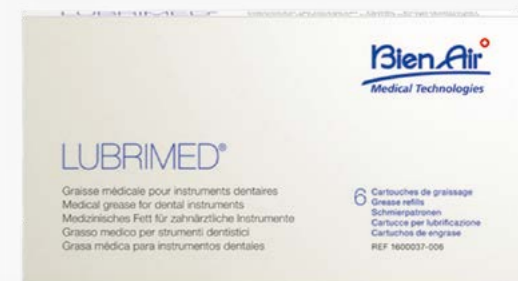 Bien Air
Medical Technologies
LUBRIMED®
Graisse médicale pour instruments dentaires
Medical grease for dental instruments
Medizinisches Fett für zahnärztliche Instrumente
Grasso medico per strumenti dentistici
Grasa médica para instrumentos dentales
6 Cartouches de graissage
Grease refills
Schmierpatronen
Cartucce per lubrificazione
Cartuchos de engrase
REF 1600037-006